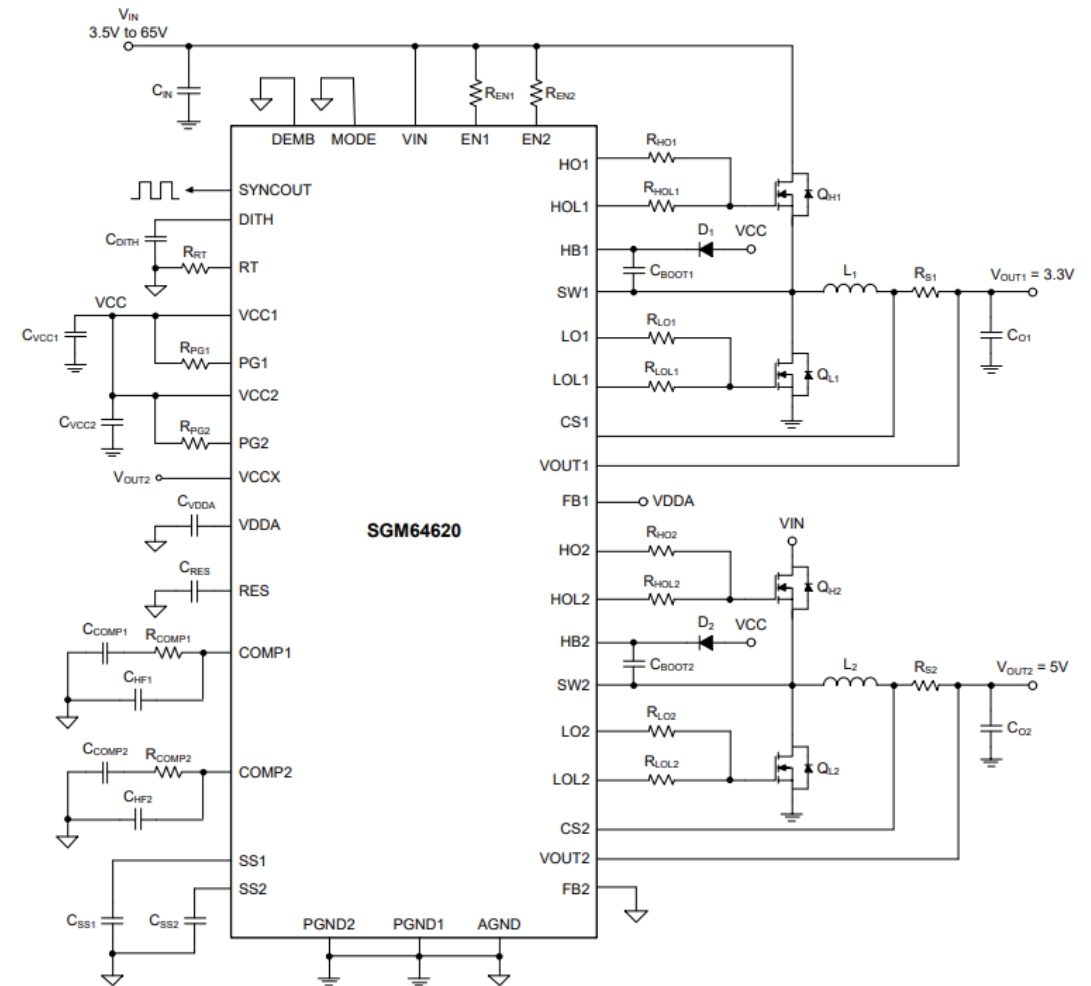 VIN
3.5V to 65V
CIN
REN1
REN2
DEMB
MODE
VIN
EN1
EN2
SYNCOUT
DITH
CDITH
RRT
RT
VCC
VCC1
CVCC1
RPG1
PG1
VCC2
CVCC2
RPG2
PG2
VOUT2
VCCX
CVDDA
VDDA
CRES
RES
CCOMP1
RCOMP1
COMP1
CHF1
CCOMP2
RCOMP2
COMP2
CHF2
SS1
SS2
CSS1
CSS2
PGND2
PGND1
AGND
SGM64620
HO1
RHO1
HOL1
RHOL1
QH1
HB1
D1
VCC
CBOOT1
SW1
L1
RS1
VOUT1 = 3.3V
LO1
RLO1
CO1
LOL1
RLOL1
QL1
CS1
VOUT1
FB1
VDDA
VIN
HO2
RHO2
HOL2
RHOL2
QH2
HB2
D2
VCC
CBOOT2
SW2
L2
RS2
VOUT2 = 5V
LO2
RLO2
CO2
LOL2
RLOL2
QL2
CS2
VOUT2
FB2